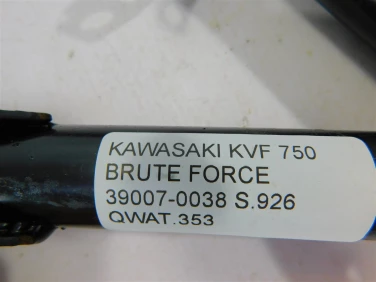 KAWASAKI KVF 750
BRUTE FORCE
39007-0038 S.926
QWAT.353